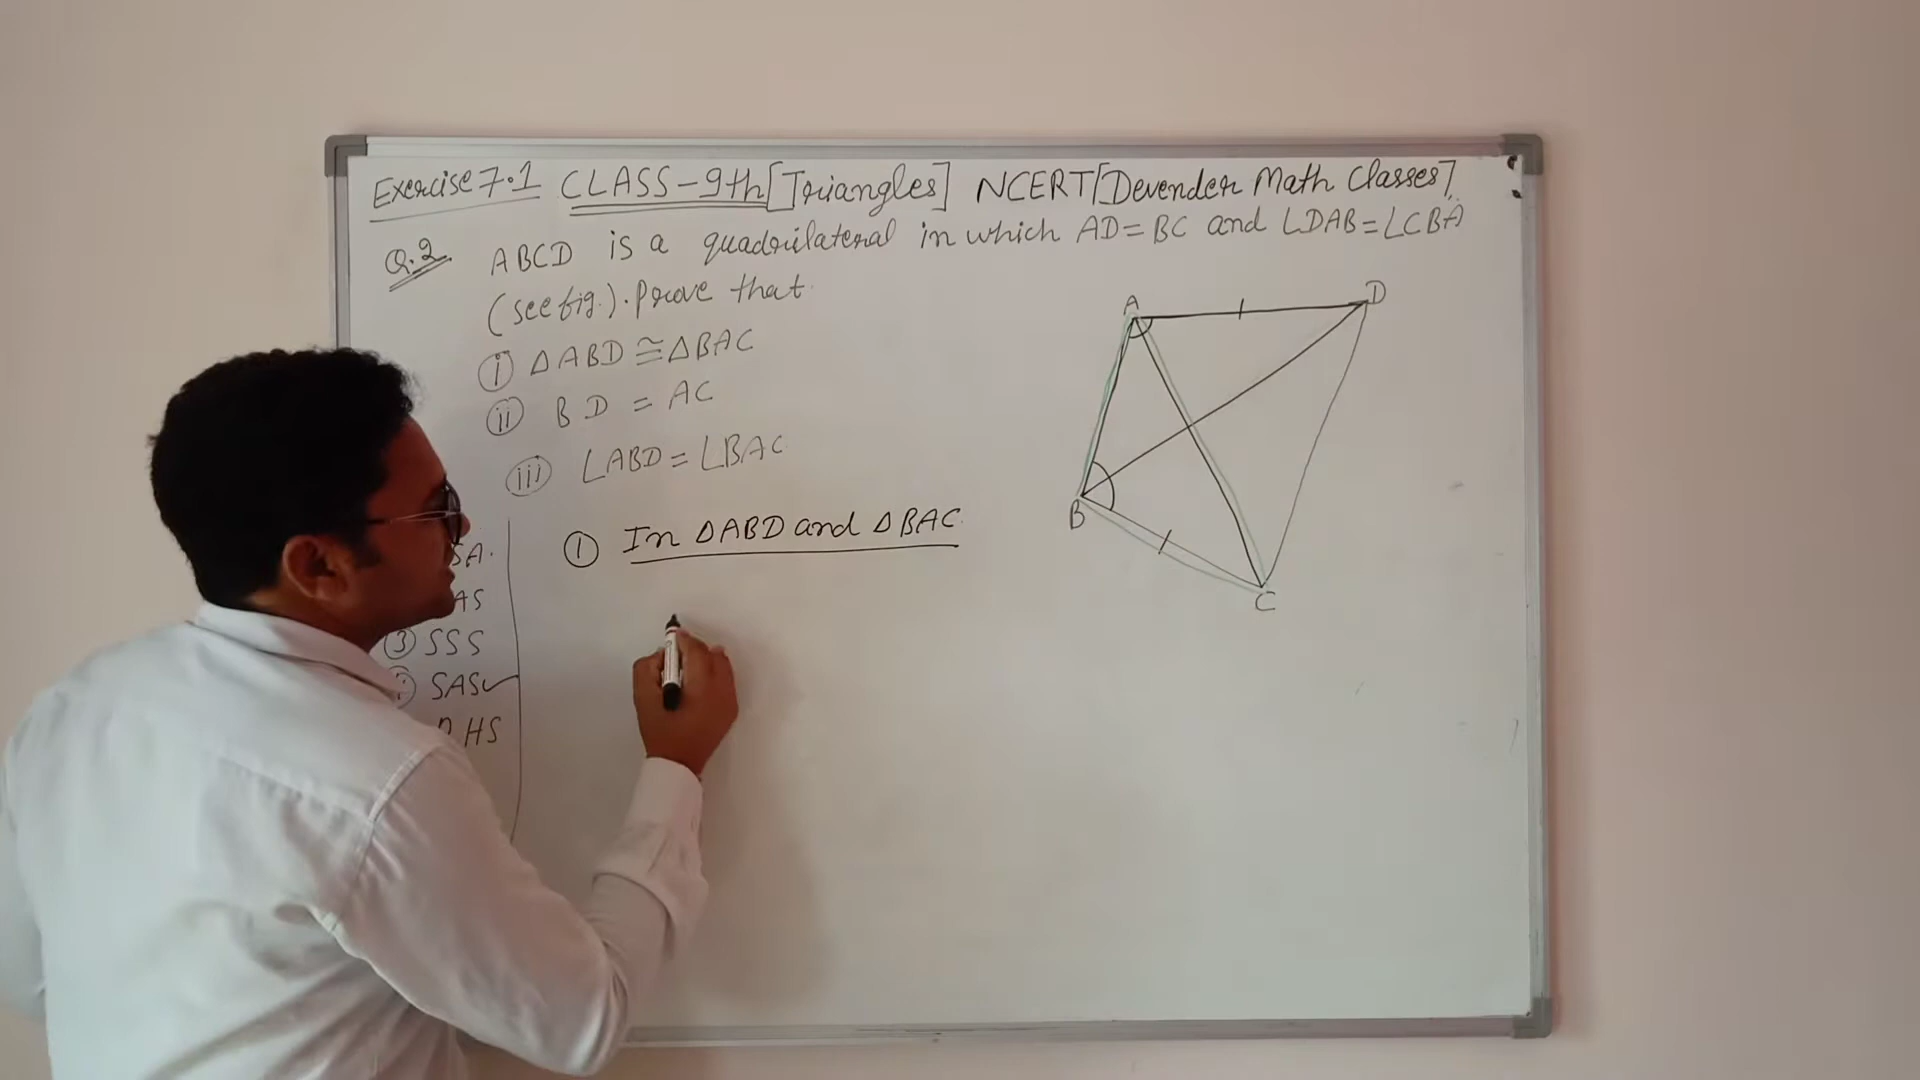 Exercise 7.1 CLASS-9th [Triangles] NCERT [Devender Math Classes]
Q.2 ABCD is a quadrilateral in which AD=BC and ∠DAB=∠CBA
(see fig.). Prove that
(i) △ABD≅△BAC
(ii) BD = AC
(iii) ∠ABD=∠BAC
① In △ABD and △BAC
SA.
AS
③ SSS
SAS✓
HS
A
D
B
C